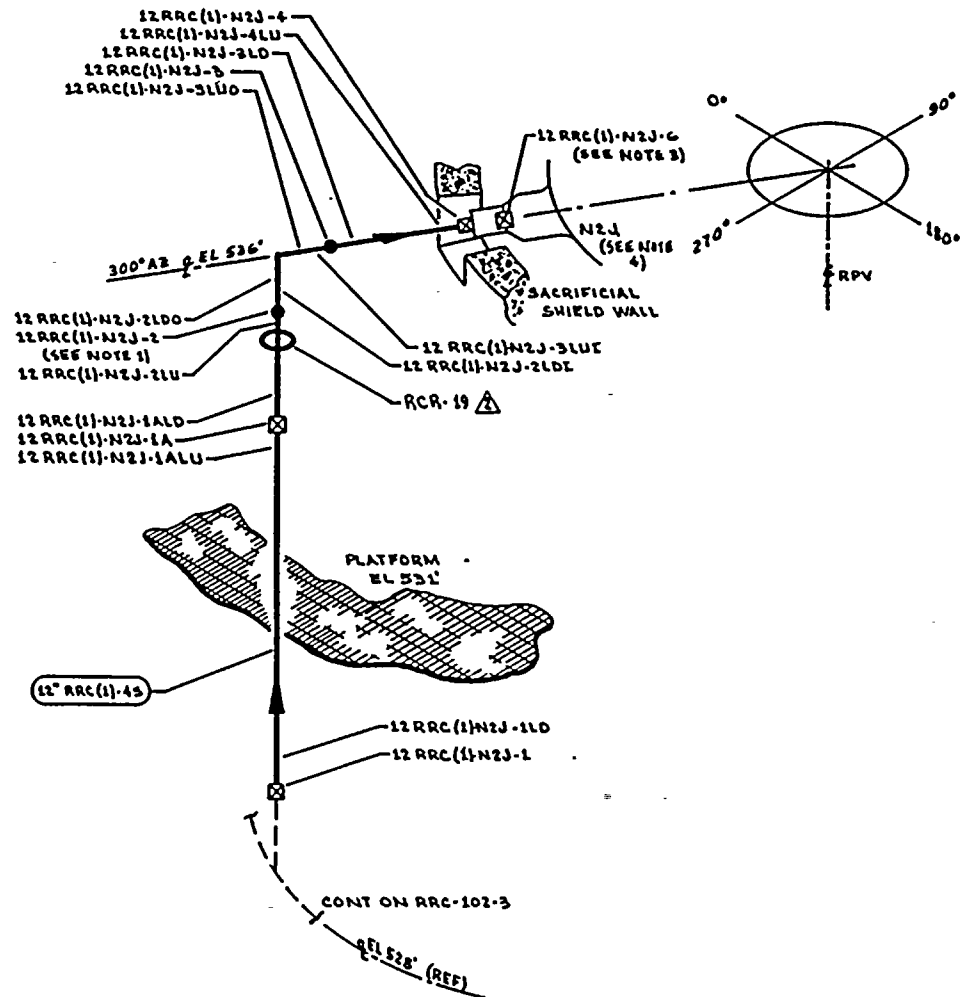 12RRC(1)-N2J-4
12RRC(1)-N2J-4LU
12RRC(1)-N2J-3LD
12RRC(1)-N2J-3
12RRC(1)-N2J-3LUO
0°
90°
180°
270°
RPV
12RRC(1)-N2J-6
(SEE NOTE 3)
N2J
(SEE NOTE
4)
SACRIFICIAL
SHIELD WALL
300° AZ
EL 536'
12RRC(1)-N2J-2LDO
12RRC(1)-N2J-2
(SEE NOTE 1)
12RRC(1)-N2J-2LU
12RRC(1)-N2J-3LUI
12RRC(1)-N2J-2LDI
RCR-19 2
12RRC(1)-N2J-1ALD
12RRC(1)-N2J-1A
12RRC(1)-N2J-1ALU
PLATFORM
EL 531'
12" RRC(1)-4S
12RRC(1)-N2J-1LD
12RRC(1)-N2J-1
CONT ON RRC-102-3
EL 528' (REF)